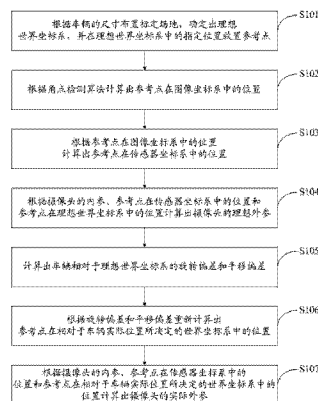 S101
根据车辆的尺寸布置标定场地，确定出理想
世界坐标系，并在理想世界坐标系中的指定位置放置参考点
S102
根据角点检测算法计算出参考点在图像坐标系中的位置
S103
根据参考点在图像坐标系中的位置
计算出参考点在传感器坐标系中的位置
S104
根据摄像头的内参、参考点在传感器坐标系中的位置和
参考点在理想世界坐标系中的位置计算出摄像头的理想外参
S105
计算出车辆相对于理想世界坐标系的旋转偏差和平移偏差
S106
根据旋转偏差和平移偏差重新计算出
参考点在相对于车辆实际位置所决定的世界坐标系中的位置
S107
根据摄像头的内参、参考点在传感器坐标系中的
位置和参考点在相对于车辆实际位置所决定的世界坐标系中的
位置计算出摄像头的实际外参